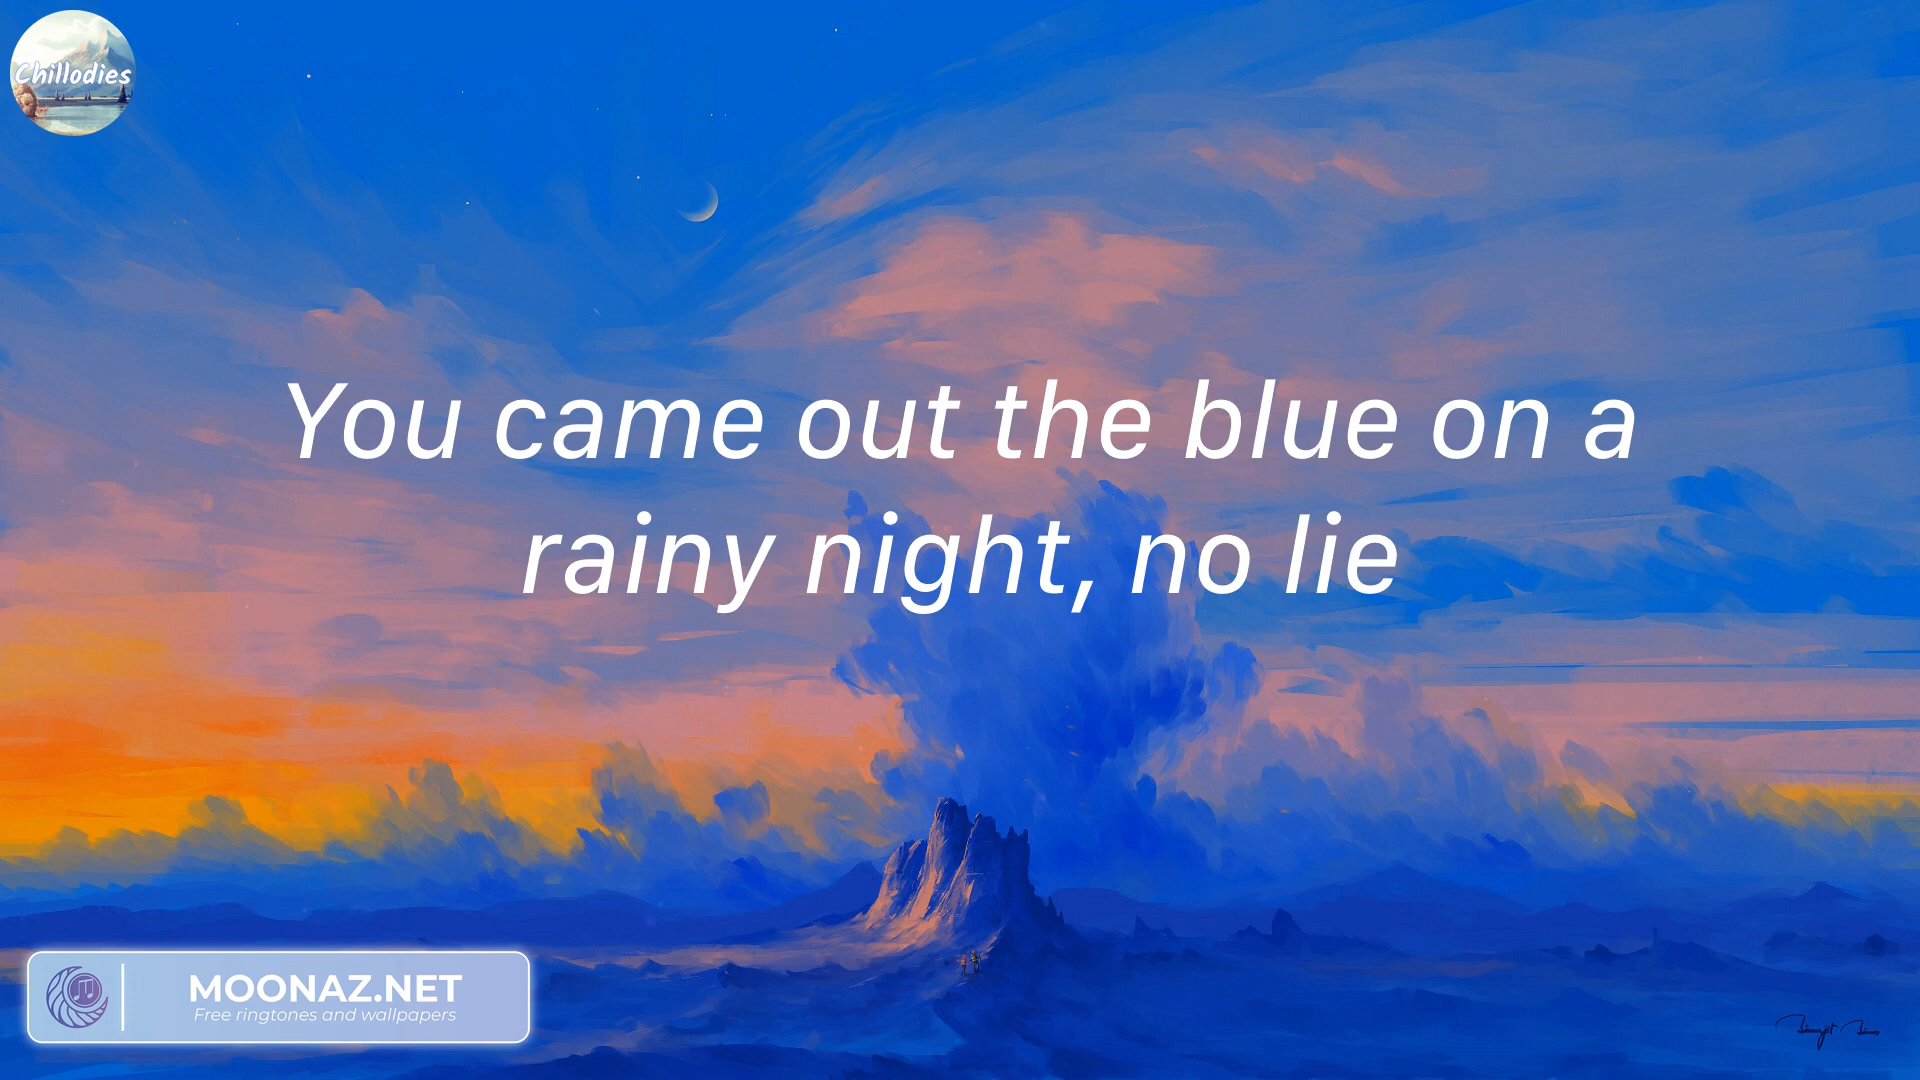 Chillodies
You came out the blue on a
rainy night, no lie
MOONAZ.NET
Free ringtones and wallpapers